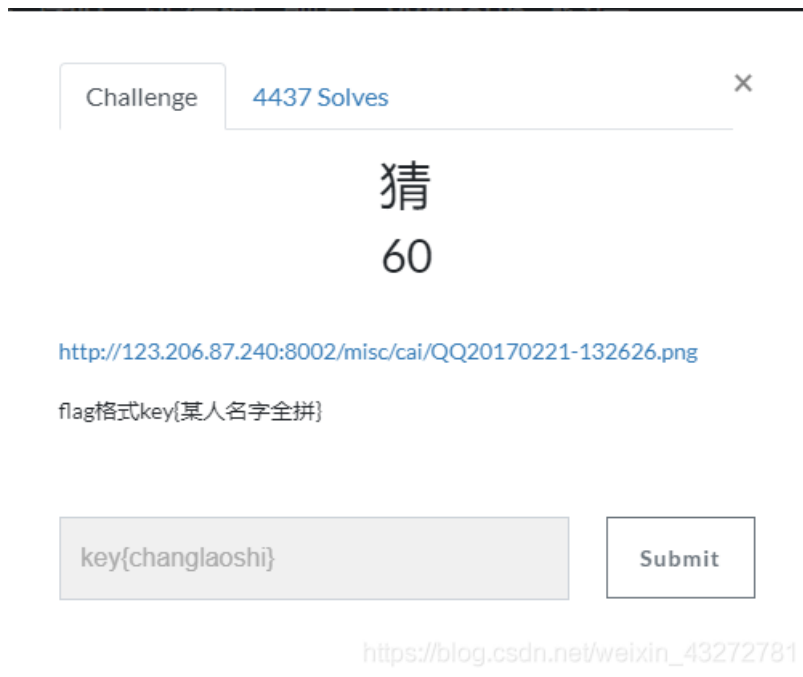 Challenge
4437 Solves
×
猜
60
http://123.206.87.240:8002/misc/cai/QQ20170221-132626.png
flag格式key{某人名字全拼}
key{changlaoshi}
Submit
https://blog.csdn.net/weixin_43272781